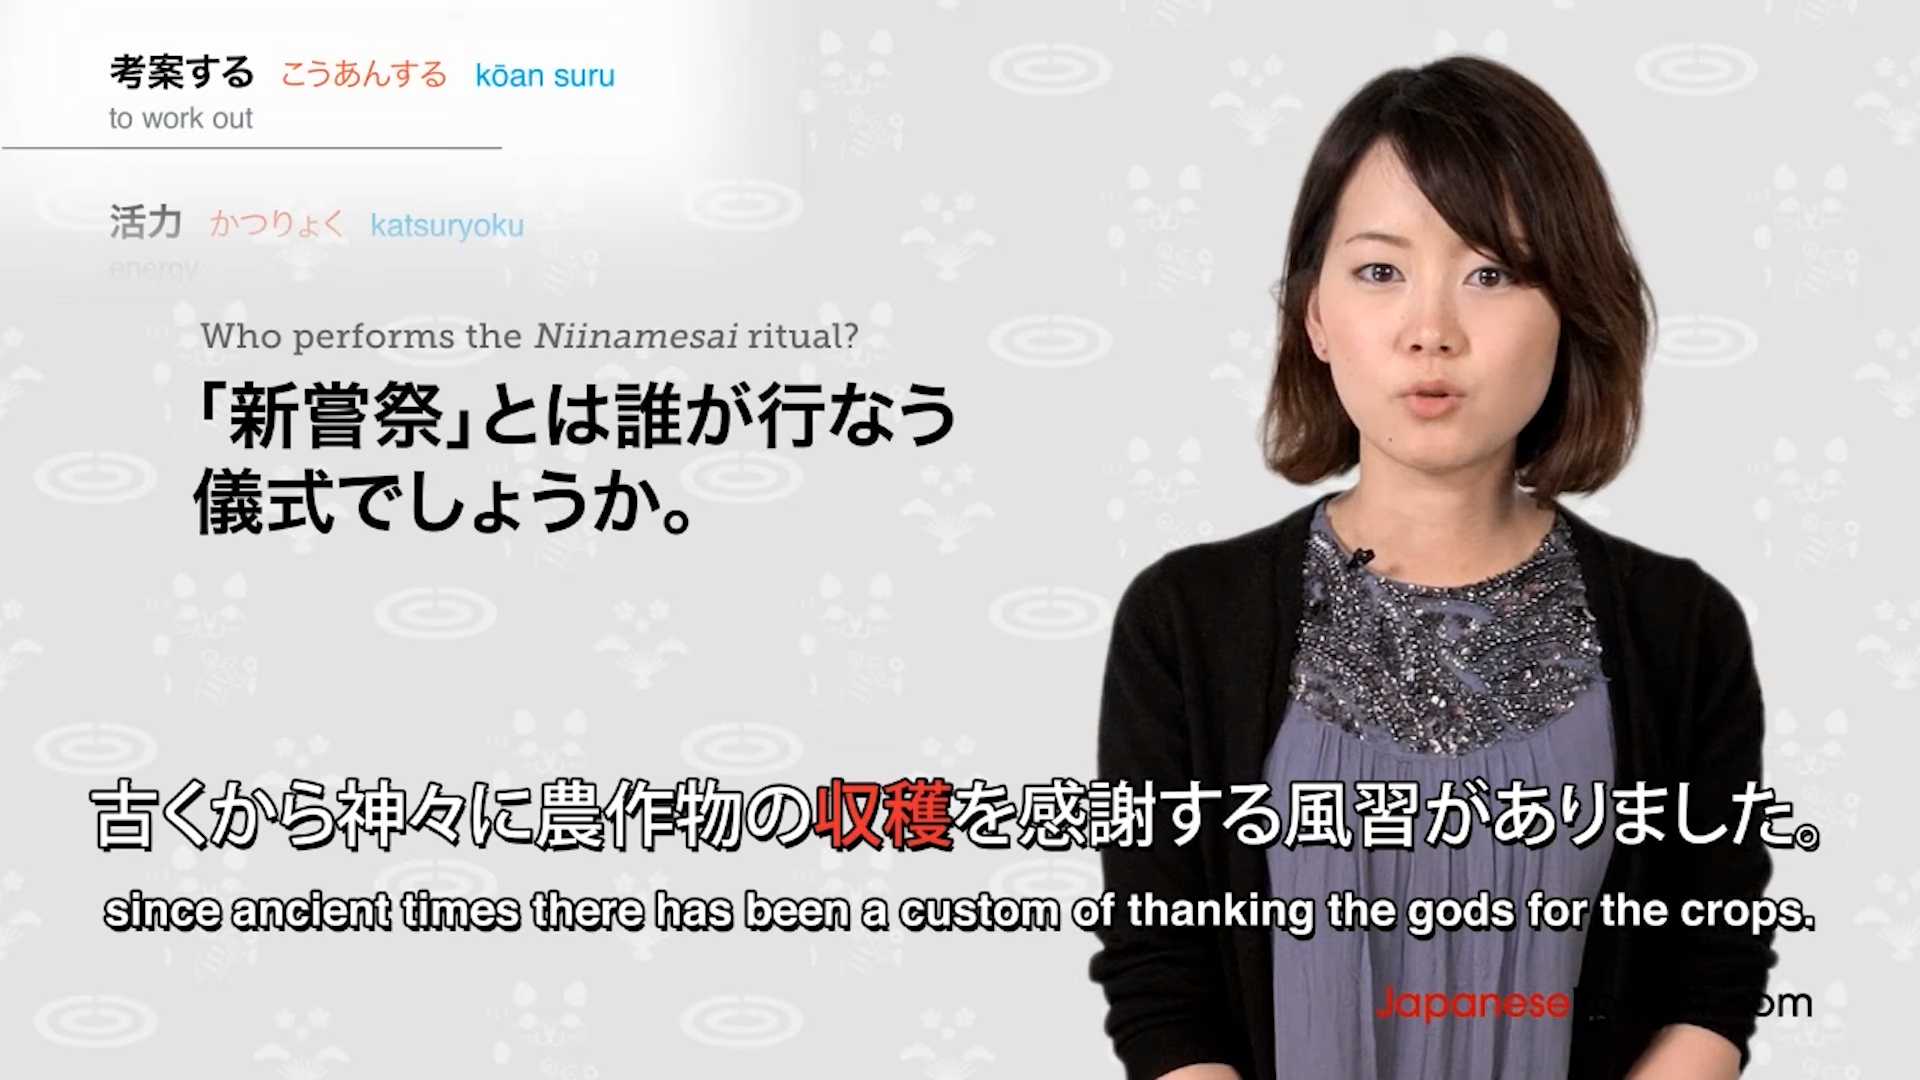 考案する こうあんする kōan suru
to work out
活力 かつりょく katsuryoku
energy
Who performs the Niinamesai ritual?
「新嘗祭」とは誰が行なう
儀式でしょうか。
古くから神々に農作物の収穫を感謝する風習がありました。
since ancient times there has been a custom of thanking the gods for the crops.
Japanese